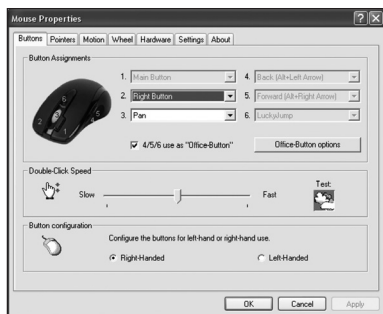 Mouse Properties
Buttons Pointers Motion Wheel Hardware Settings About
Button Assignments
1. Main Button 4. Back (Alt+Left Arrow)
2. Right Button 5. Forward (Alt+Right Arrow)
3. Pan 6. LuckyJump
4/5/6 use as "Office-Button" Office-Button options
Double-Click Speed
Slow Fast Test:
Button configuration
Configure the buttons for left-hand or right-hand use.
Right-Handed Left-Handed
OK Cancel Apply